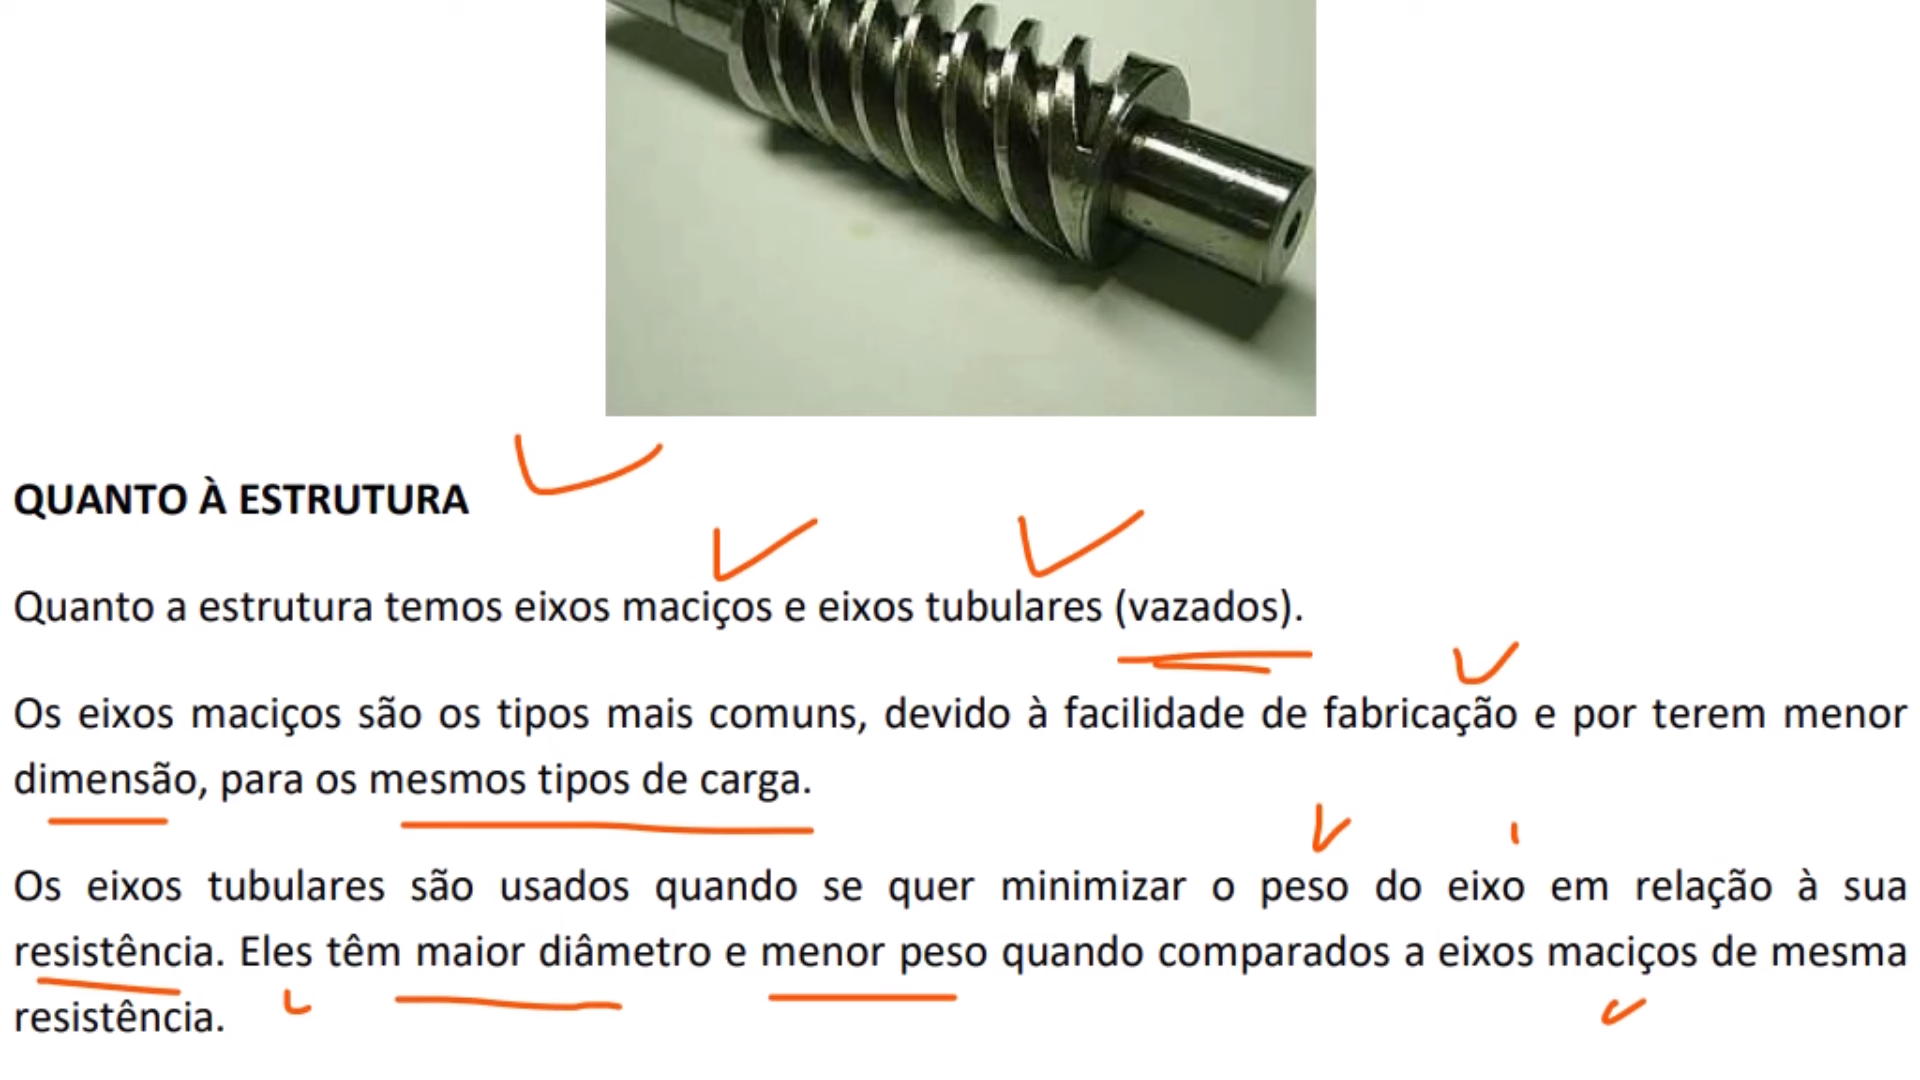 QUANTO À ESTRUTURA
Quanto a estrutura temos eixos maciços e eixos tubulares (vazados).
Os eixos maciços são os tipos mais comuns, devido à facilidade de fabricação e por terem menor
dimensão, para os mesmos tipos de carga.
Os eixos tubulares são usados quando se quer minimizar o peso do eixo em relação à sua
resistência. Eles têm maior diâmetro e menor peso quando comparados a eixos maciços de mesma
resistência.